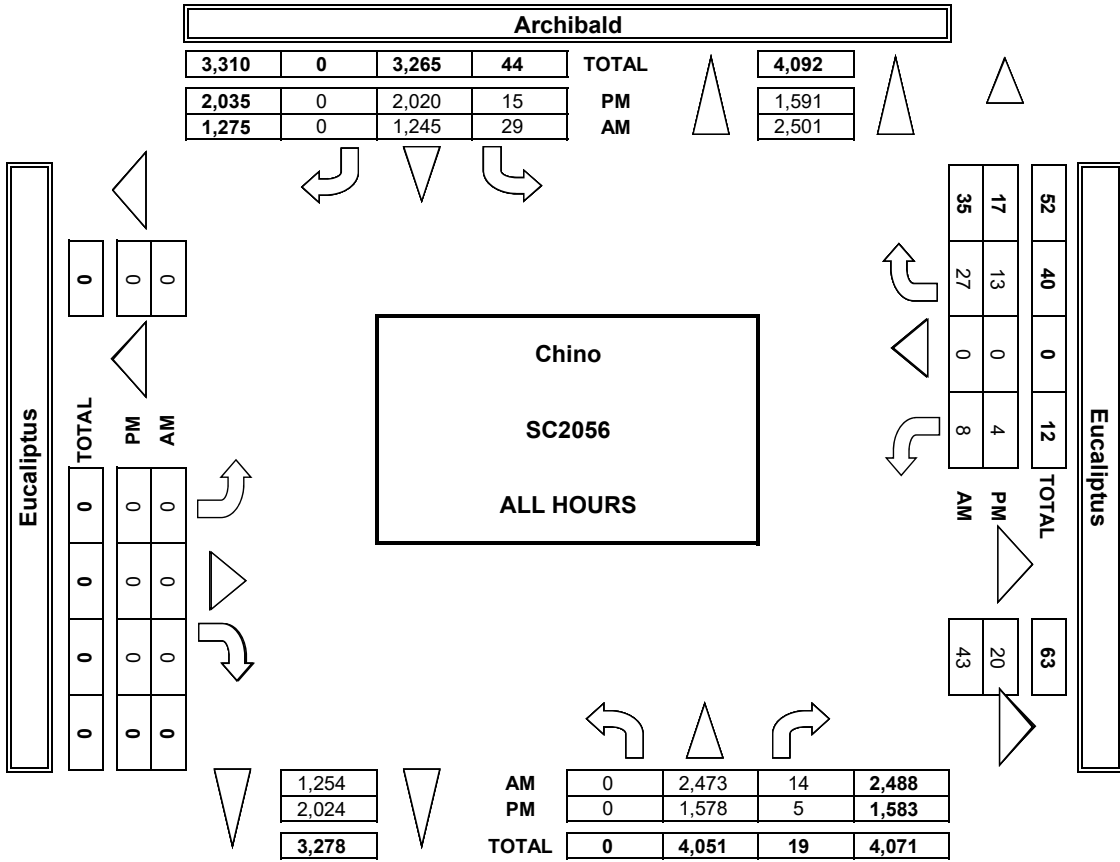 Archibald
3,310 0 3,265 44 TOTAL 4,092
2,035 0 2,020 15 PM 1,591
1,275 0 1,245 29 AM 2,501
Eucaliptus
0 0 0
TOTAL PM AM
0 0 0
0 0 0
0 0 0
0 0 0
Chino
SC2056
ALL HOURS
35 17 52
27 13 40
0 0 0
8 4 12
AM PM TOTAL
43 20 63
Eucaliptus
1,254 AM 0 2,473 14 2,488
2,024 PM 0 1,578 5 1,583
3,278 TOTAL 0 4,051 19 4,071